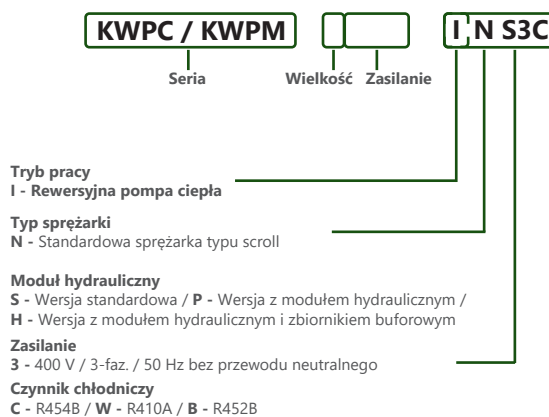 KWPC / KWPM I N S3C
Seria Wielkość Zasilanie
Tryb pracy
I - Rewersyjna pompa ciepła
Typ sprężarki
N - Standardowa sprężarka typu scroll
Moduł hydrauliczny
S - Wersja standardowa / P - Wersja z modułem hydraulicznym /
H - Wersja z modułem hydraulicznym i zbiornikiem buforowym
Zasilanie
3 - 400 V / 3-faz. / 50 Hz bez przewodu neutralnego
Czynnik chłodniczy
C - R454B / W - R410A / B - R452B